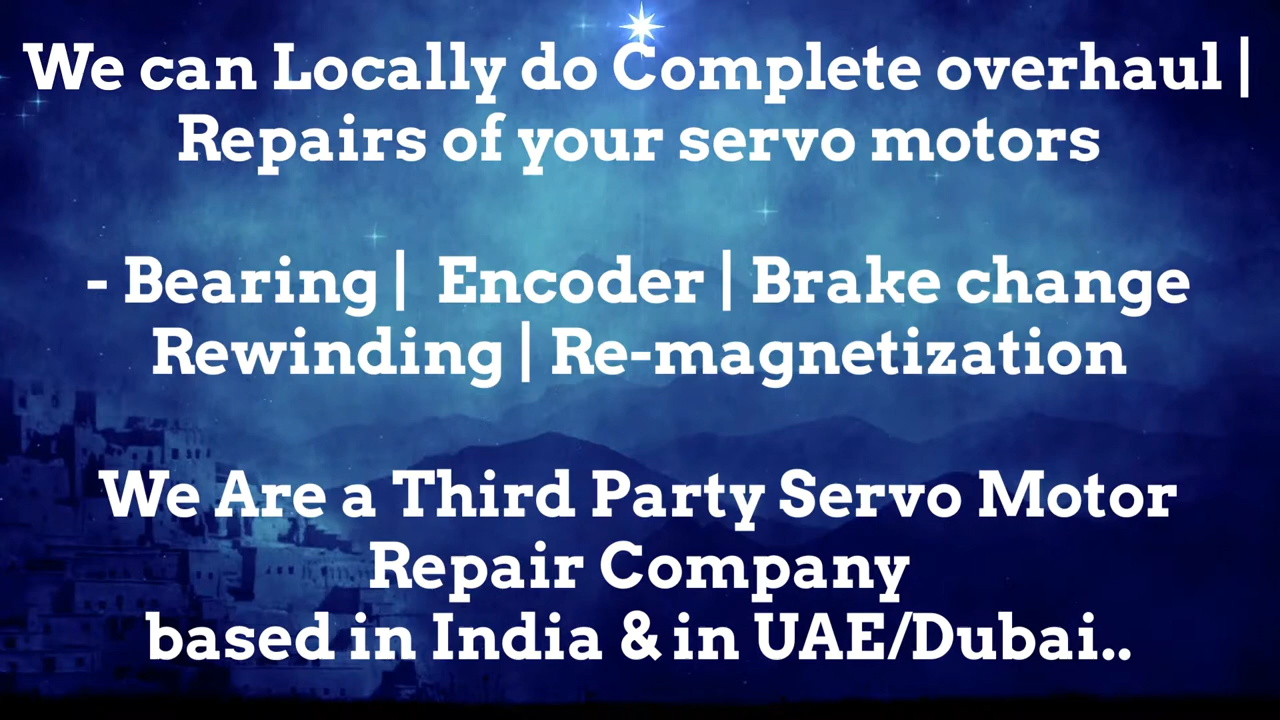 We can Locally do Complete overhaul |
Repairs of your servo motors
- Bearing | Encoder | Brake change
Rewinding | Re-magnetization
We Are a Third Party Servo Motor
Repair Company
based in India & in UAE/Dubai..